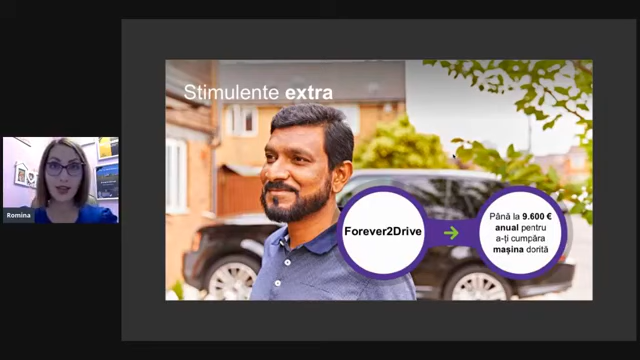 Stimulente extra
Forever2Drive
Până la 9.600 €
anual pentru
a-ți cumpăra
mașina dorită
Romina